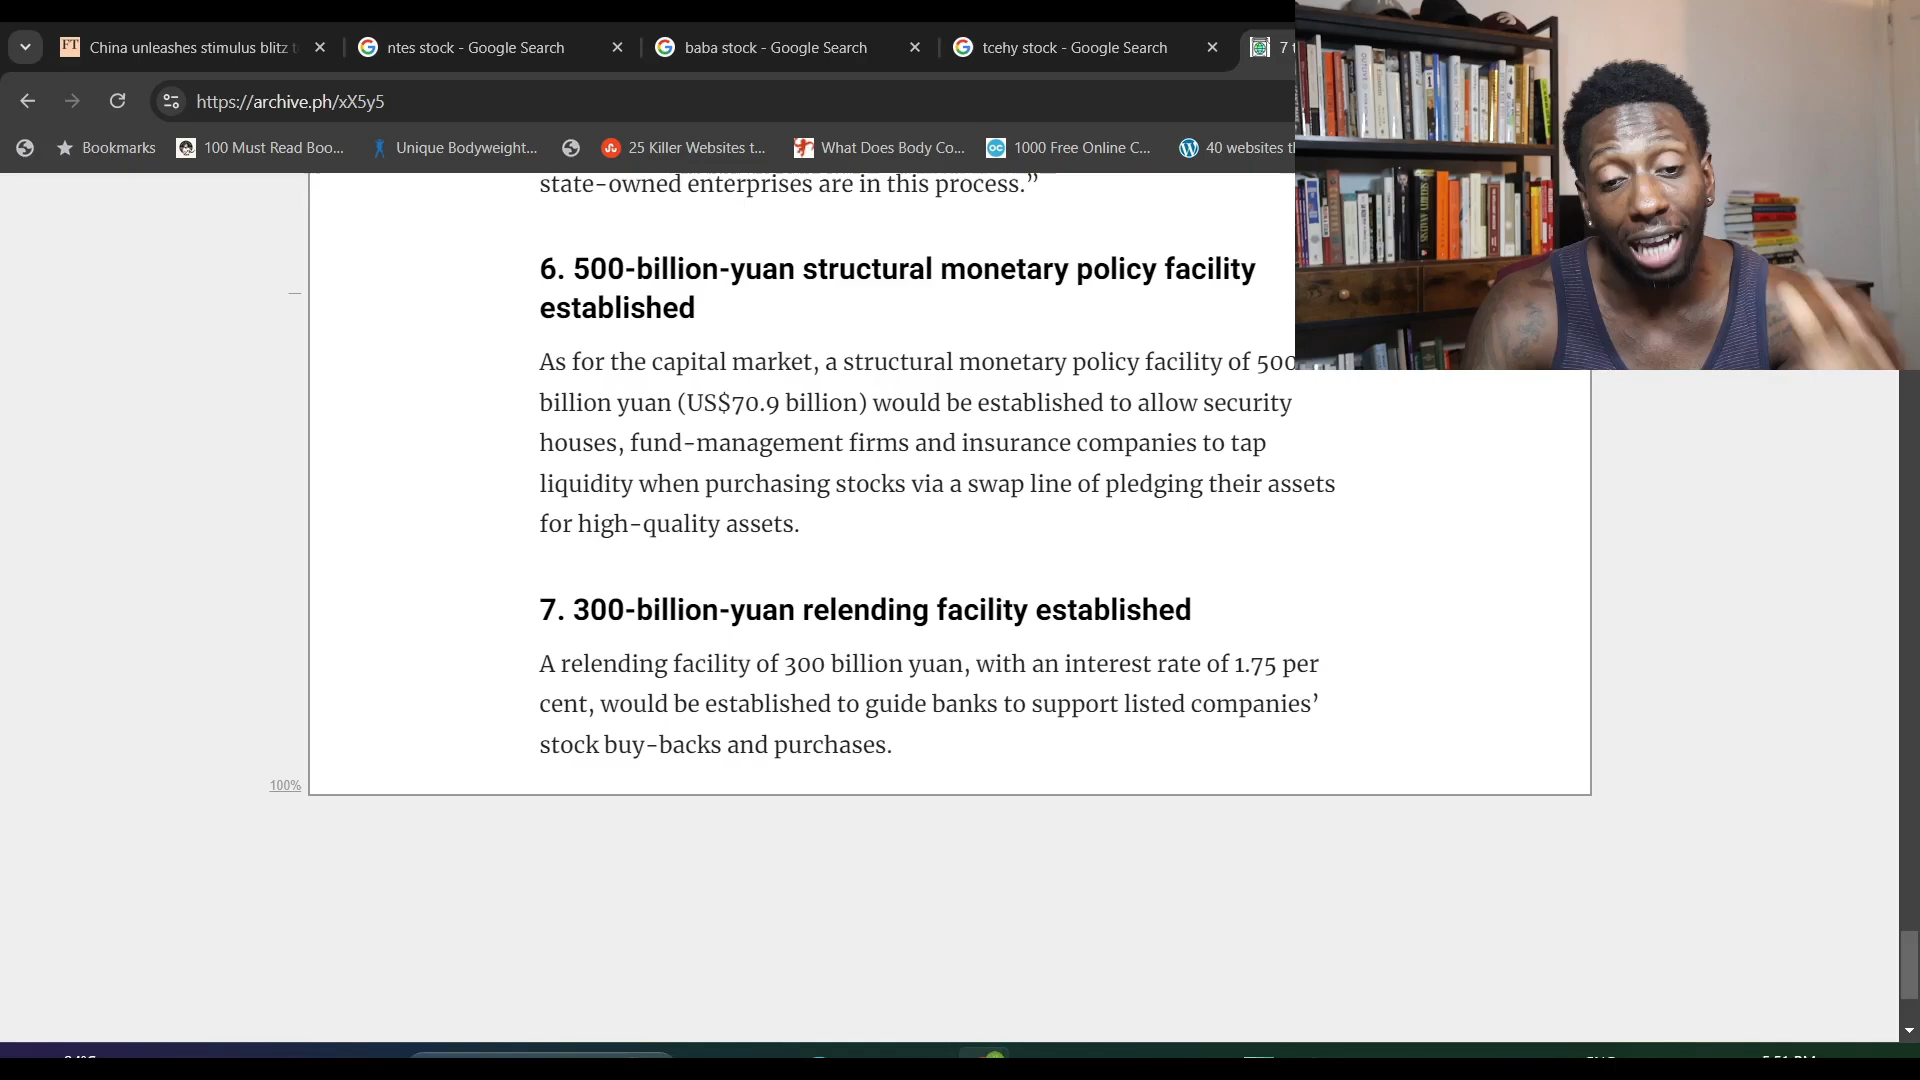 China unleashes stimulus blitz t
ntes stock - Google Search
baba stock - Google Search
tcehy stock - Google Search
7 t
https://archive.ph/xX5y5
Bookmarks
100 Must Read Boo...
Unique Bodyweight...
25 Killer Websites t...
What Does Body Co...
1000 Free Online C...
40 websites t
state-owned enterprises are in this process.”
6. 500-billion-yuan structural monetary policy facility
established
As for the capital market, a structural monetary policy facility of 500
billion yuan (US$70.9 billion) would be established to allow security
houses, fund-management firms and insurance companies to tap
liquidity when purchasing stocks via a swap line of pledging their assets
for high-quality assets.
7. 300-billion-yuan relending facility established
A relending facility of 300 billion yuan, with an interest rate of 1.75 per
cent, would be established to guide banks to support listed companies’
stock buy-backs and purchases.
100%